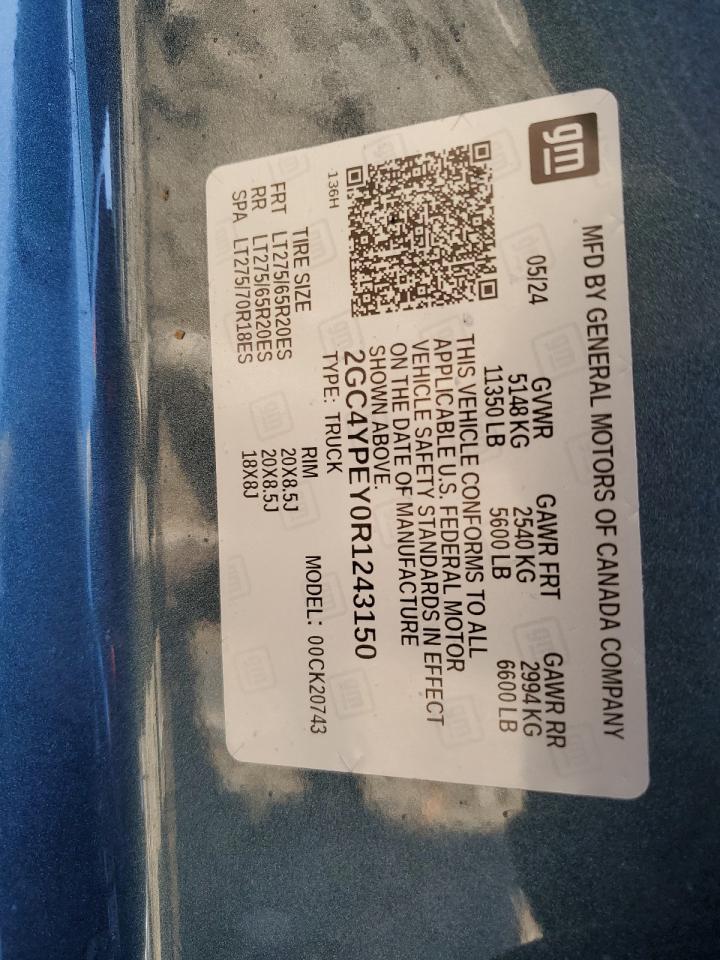 gm
MFD BY GENERAL MOTORS OF CANADA COMPANY
05/24
GVWR GAWR FRT GAWR RR
5148 KG 2540 KG 2994 KG
11350 LB 5600 LB 6600 LB
THIS VEHICLE CONFORMS TO ALL
APPLICABLE U.S. FEDERAL MOTOR
VEHICLE SAFETY STANDARDS IN EFFECT
ON THE DATE OF MANUFACTURE
SHOWN ABOVE.
2GC4YPEY0R1243150
136H
TYPE: TRUCK
MODEL: 00CK20743
TIRE SIZE RIM
FRT LT275/65R20ES 20X8.5J
RR LT275/65R20ES 20X8.5J
SPA LT275/70R18ES 18X8J